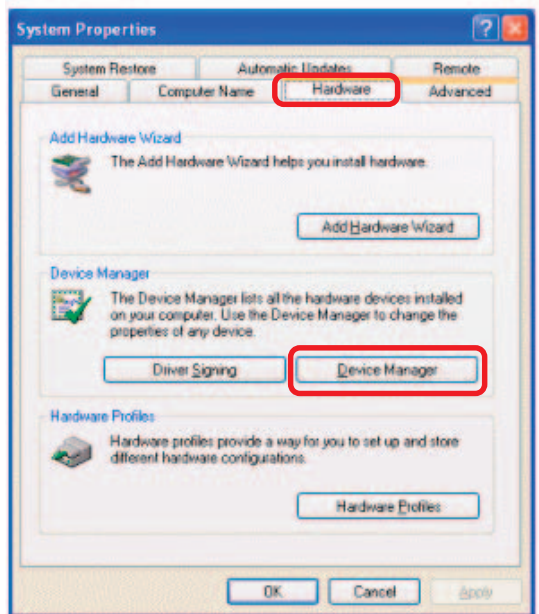 System Properties
System Restore Automatic Updates Remote
General Computer Name Hardware Advanced
Add Hardware Wizard
The Add Hardware Wizard helps you install hardware.
Add Hardware Wizard
Device Manager
The Device Manager lists all the hardware devices installed
on your computer. Use the Device Manager to change the
properties of any device.
Driver Signing Device Manager
Hardware Profiles
Hardware profiles provide a way for you to set up and store
different hardware configurations.
Hardware Profiles
OK Cancel Apply